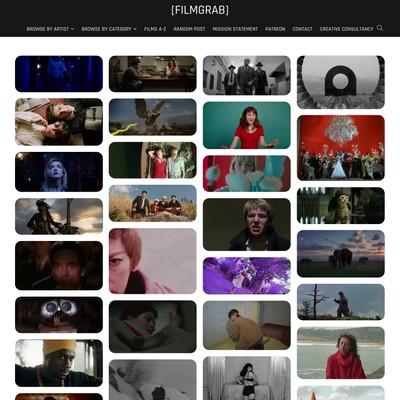 [FILMGRAB]
BROWSE BY ARTIST BROWSE BY CATEGORY FILMS A-Z RANDOM POST MISSION STATEMENT PATREON CONTACT CREATIVE CONSULTANCY